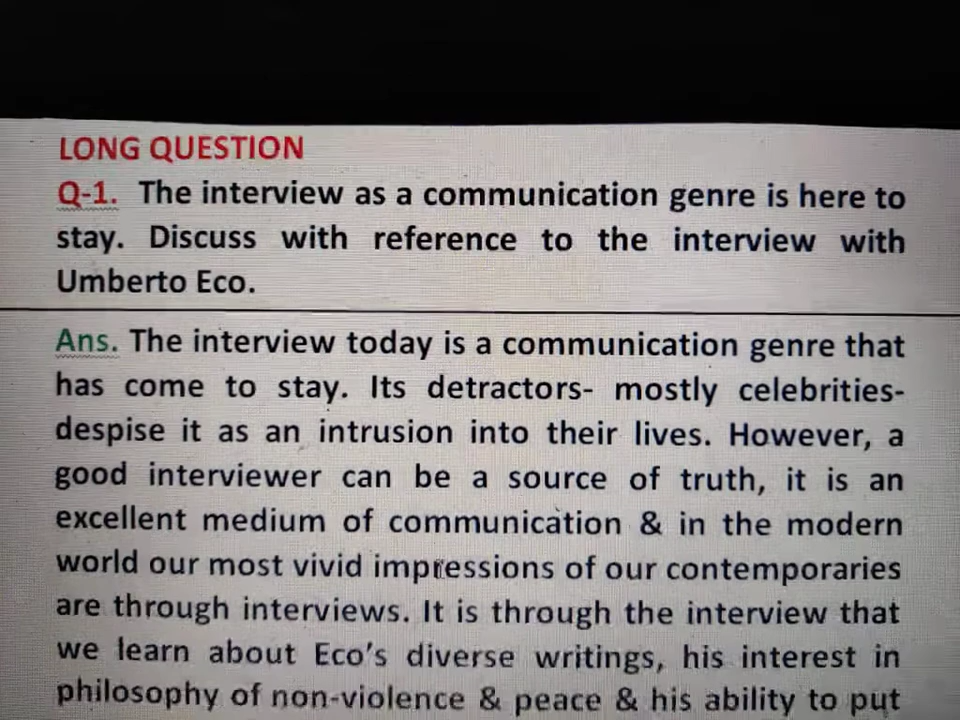 LONG QUESTION
Q-1. The interview as a communication genre is here to
stay. Discuss with reference to the interview with
Umberto Eco.
Ans. The interview today is a communication genre that
has come to stay. Its detractors- mostly celebrities-
despise it as an intrusion into their lives. However, a
good interviewer can be a source of truth, it is an
excellent medium of communication & in the modern
world our most vivid impressions of our contemporaries
are through interviews. It is through the interview that
we learn about Eco's diverse writings, his interest in
philosophy of non-violence & peace & his ability to put